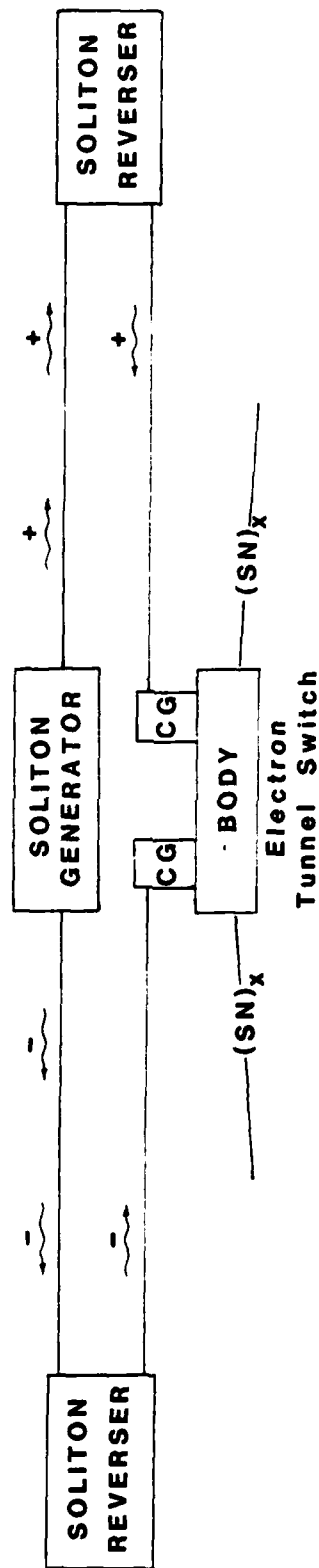 SOLITON
REVERSER
-
-
-
SOLITON
GENERATOR
+
+
+
SOLITON
REVERSER
CG
CG
BODY
(SN)x
(SN)x
Electron
Tunnel Switch